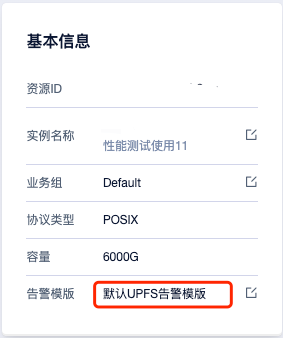 基本信息
资源ID
实例名称 性能测试使用11
业务组 Default
协议类型 POSIX
容量 6000G
告警模版 默认UPFS告警模版